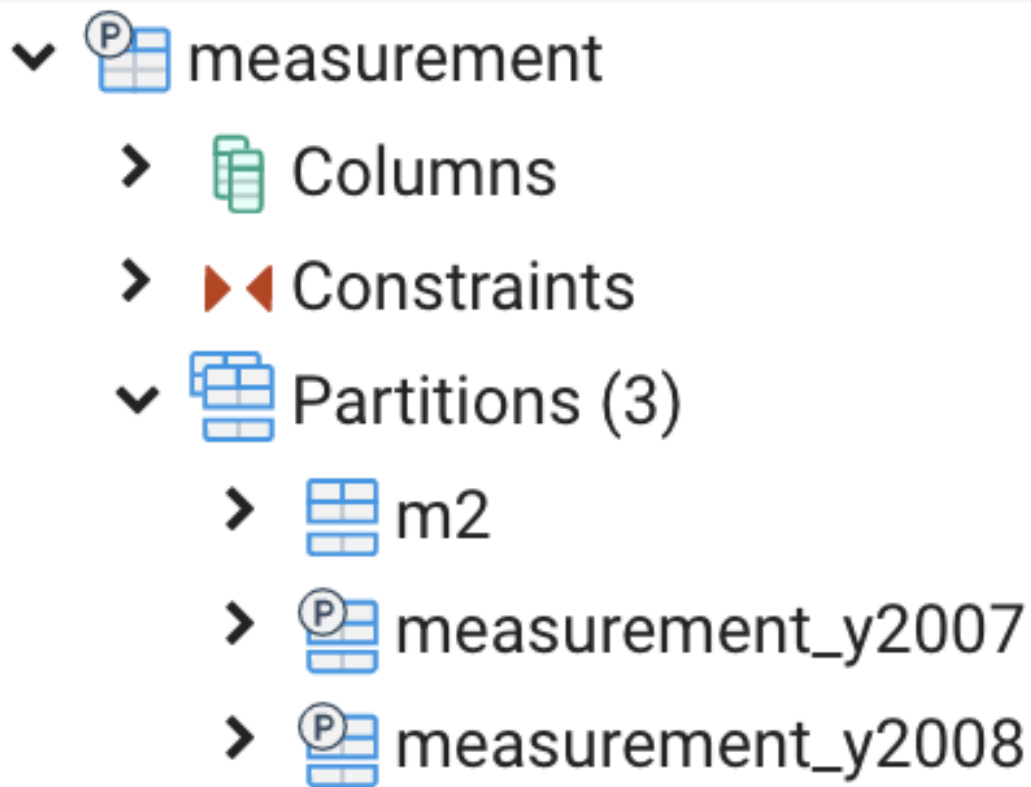 P measurement
Columns
Constraints
Partitions (3)
m2
P measurement_y2007
P measurement_y2008